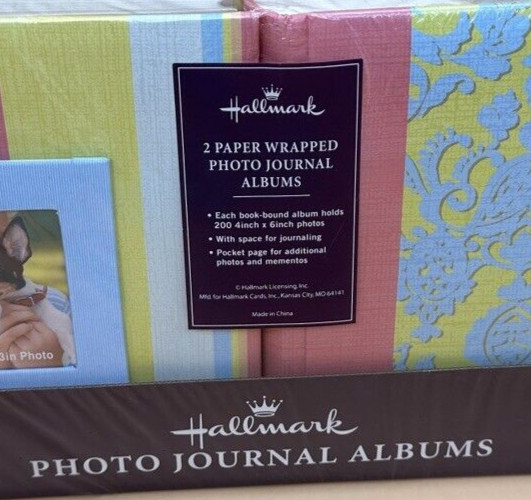 Hallmark
2 PAPER WRAPPED
PHOTO JOURNAL
ALBUMS
• Each book-bound album holds
200 4inch x 6inch photos
• With space for journaling
• Pocket page for additional
photos and mementos
© Hallmark Licensing, Inc.
Mfd. for Hallmark Cards, Inc., Kansas City, MO 64141
Made in China
3in Photo
Hallmark
PHOTO JOURNAL ALBUMS